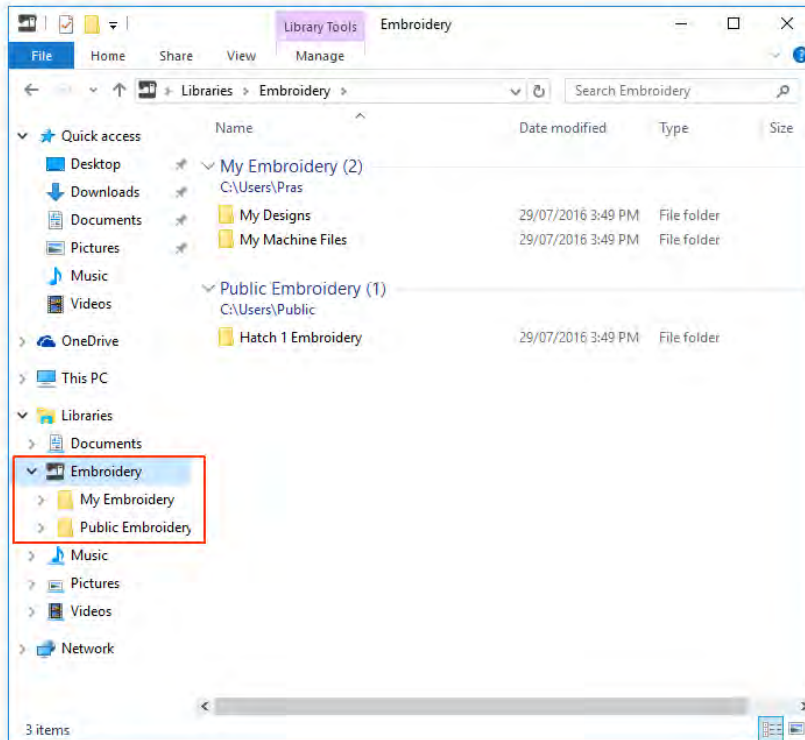 Library Tools Embroidery
File Home Share View Manage
Libraries > Embroidery > Search Embroidery
Name Date modified Type Size
Quick access
Desktop
Downloads
Documents
Pictures
Music
Videos
OneDrive
This PC
Libraries
Documents
Embroidery
My Embroidery
Public Embroidery
Music
Pictures
Videos
Network
My Embroidery (2)
C:\Users\Pras
My Designs 29/07/2016 3:49 PM File folder
My Machine Files 29/07/2016 3:49 PM File folder
Public Embroidery (1)
C:\Users\Public
Hatch 1 Embroidery 29/07/2016 3:49 PM File folder
3 items